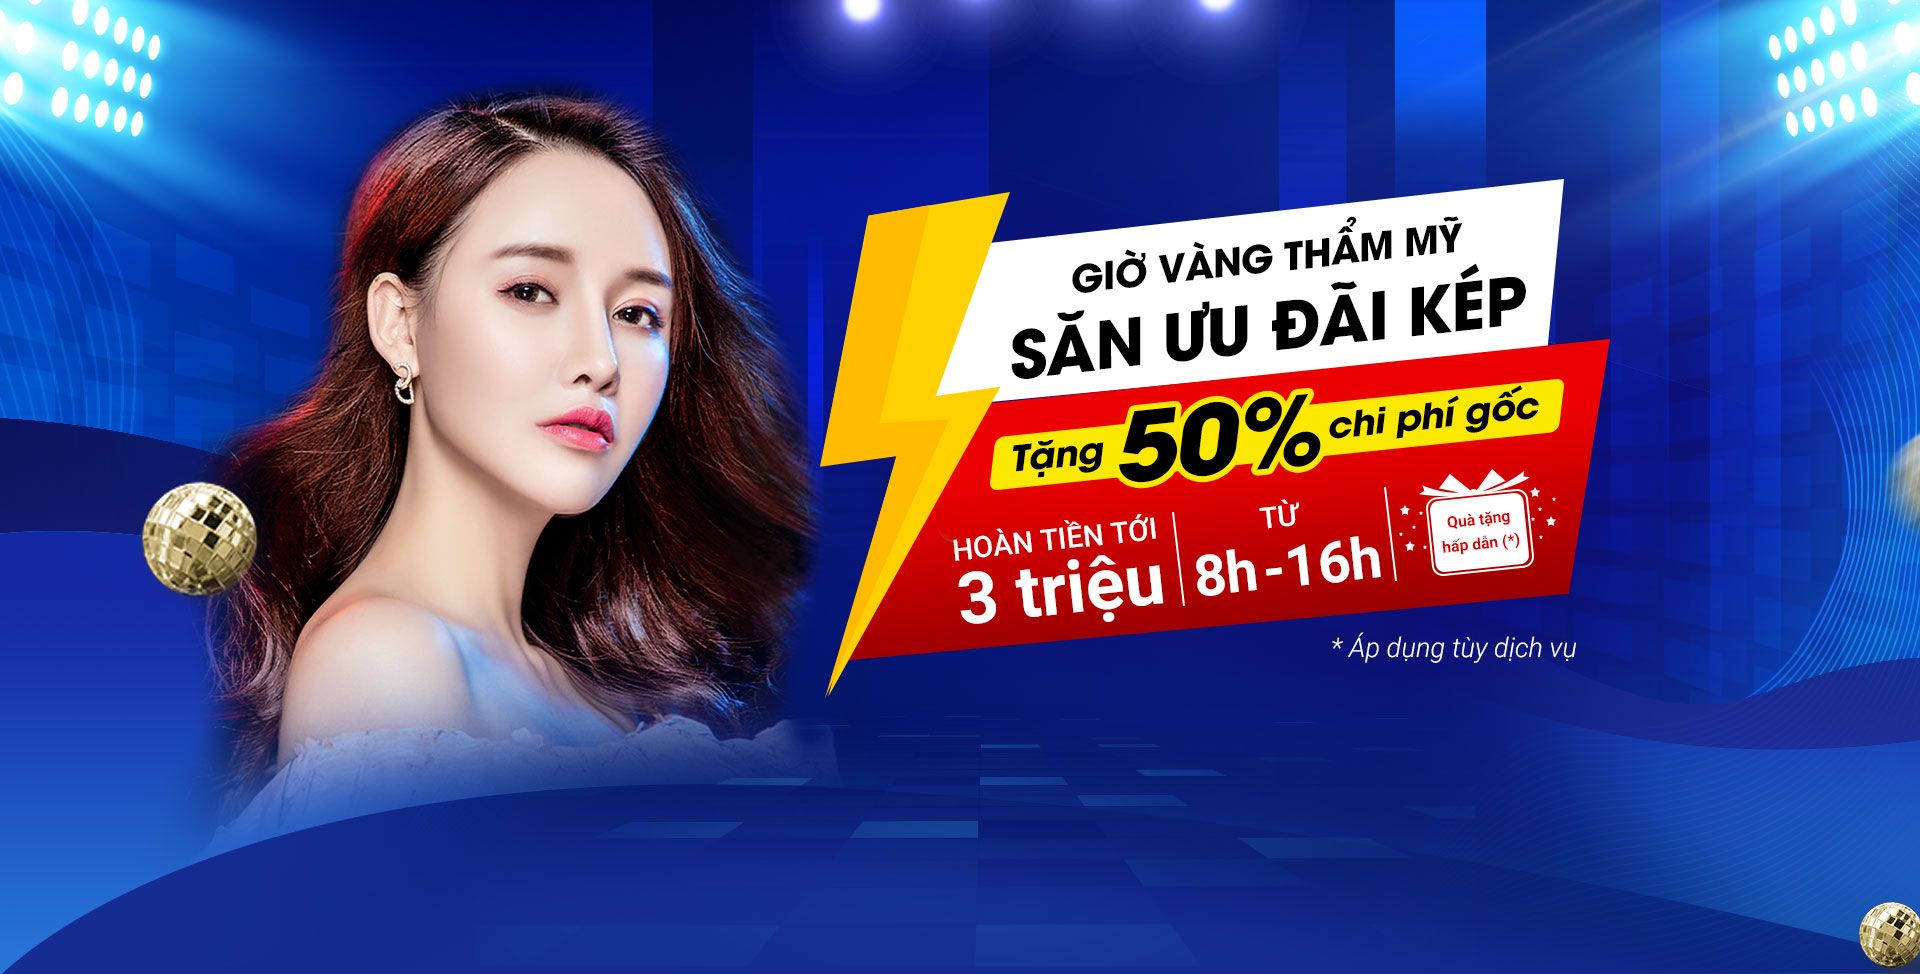 GIỜ VÀNG THẨM MỸ
SĂN ƯU ĐÃI KÉP
Tặng 50% chi phí gốc
HOÀN TIỀN TỚI
3 triệu
TỪ
8h-16h
Quà tặng
hấp dẫn (*)
* Áp dụng tùy dịch vụ